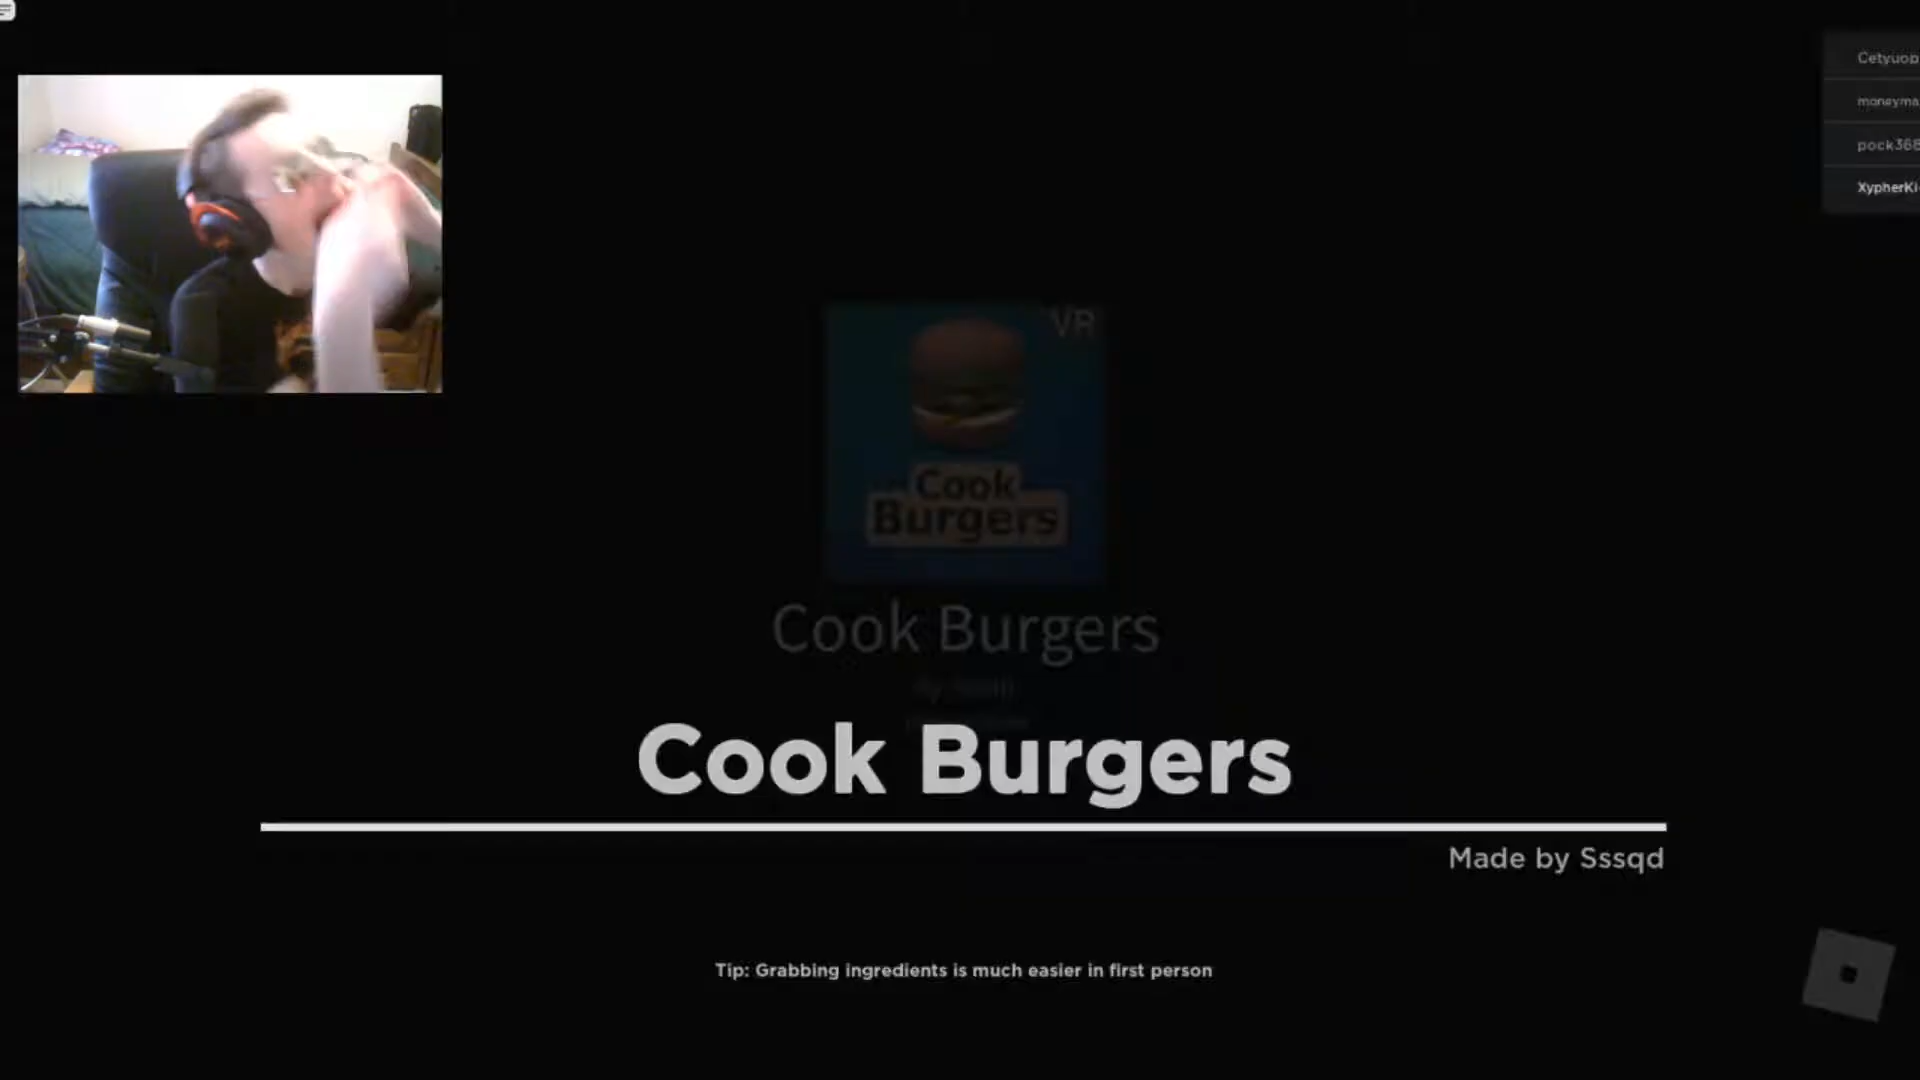 Cetyuop
moneyma
pock368
XypherKi
VR
Cook
Burgers
Cook Burgers
Cook Burgers
Made by Sssqd
Tip: Grabbing ingredients is much easier in first person